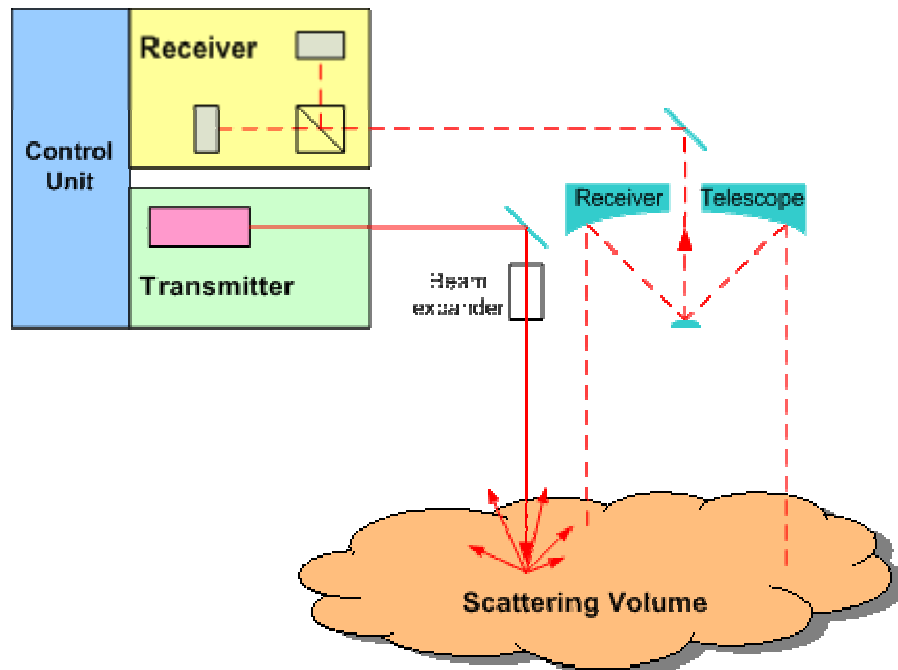 Receiver
Control
Unit
Receiver
Telescope
Transmitter
Beam
expander
Scattering Volume